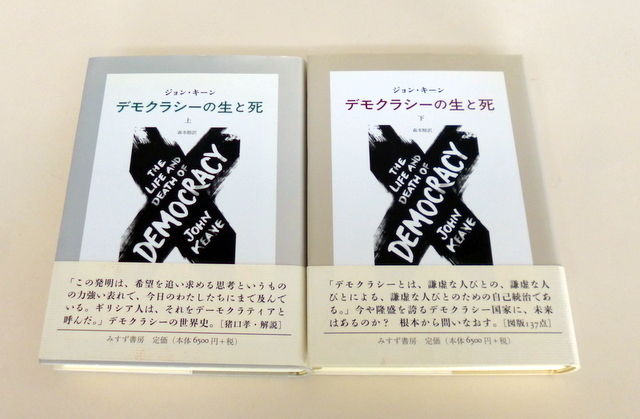 ジョン・キーン
デモクラシーの生と死
上
森本醇訳
THE
LIFE AND
DEATH OF
DEMOCRACY
JOHN
KEANE
「この発明は、希望を追い求める思考というもの
の力強い表れで、今日のわたしたちにまで及んで
いる。ギリシア人は、それをデーモクラティアと
呼んだ。」デモクラシーの世界史。［猪口孝・解説］
みすず書房 定価（本体6500円+税）
ジョン・キーン
デモクラシーの生と死
下
森本醇訳
THE
LIFE AND
DEATH OF
DEMOCRACY
JOHN
KEANE
「デモクラシーとは、謙虚な人びとの、謙虚な人
びとによる、謙虚な人びとのための自己統治であ
る。」今や隆盛を誇るデモクラシー国家に、未来
はあるのか？ 根本から問いなおす。［図版137点］
みすず書房 定価（本体6500円+税）